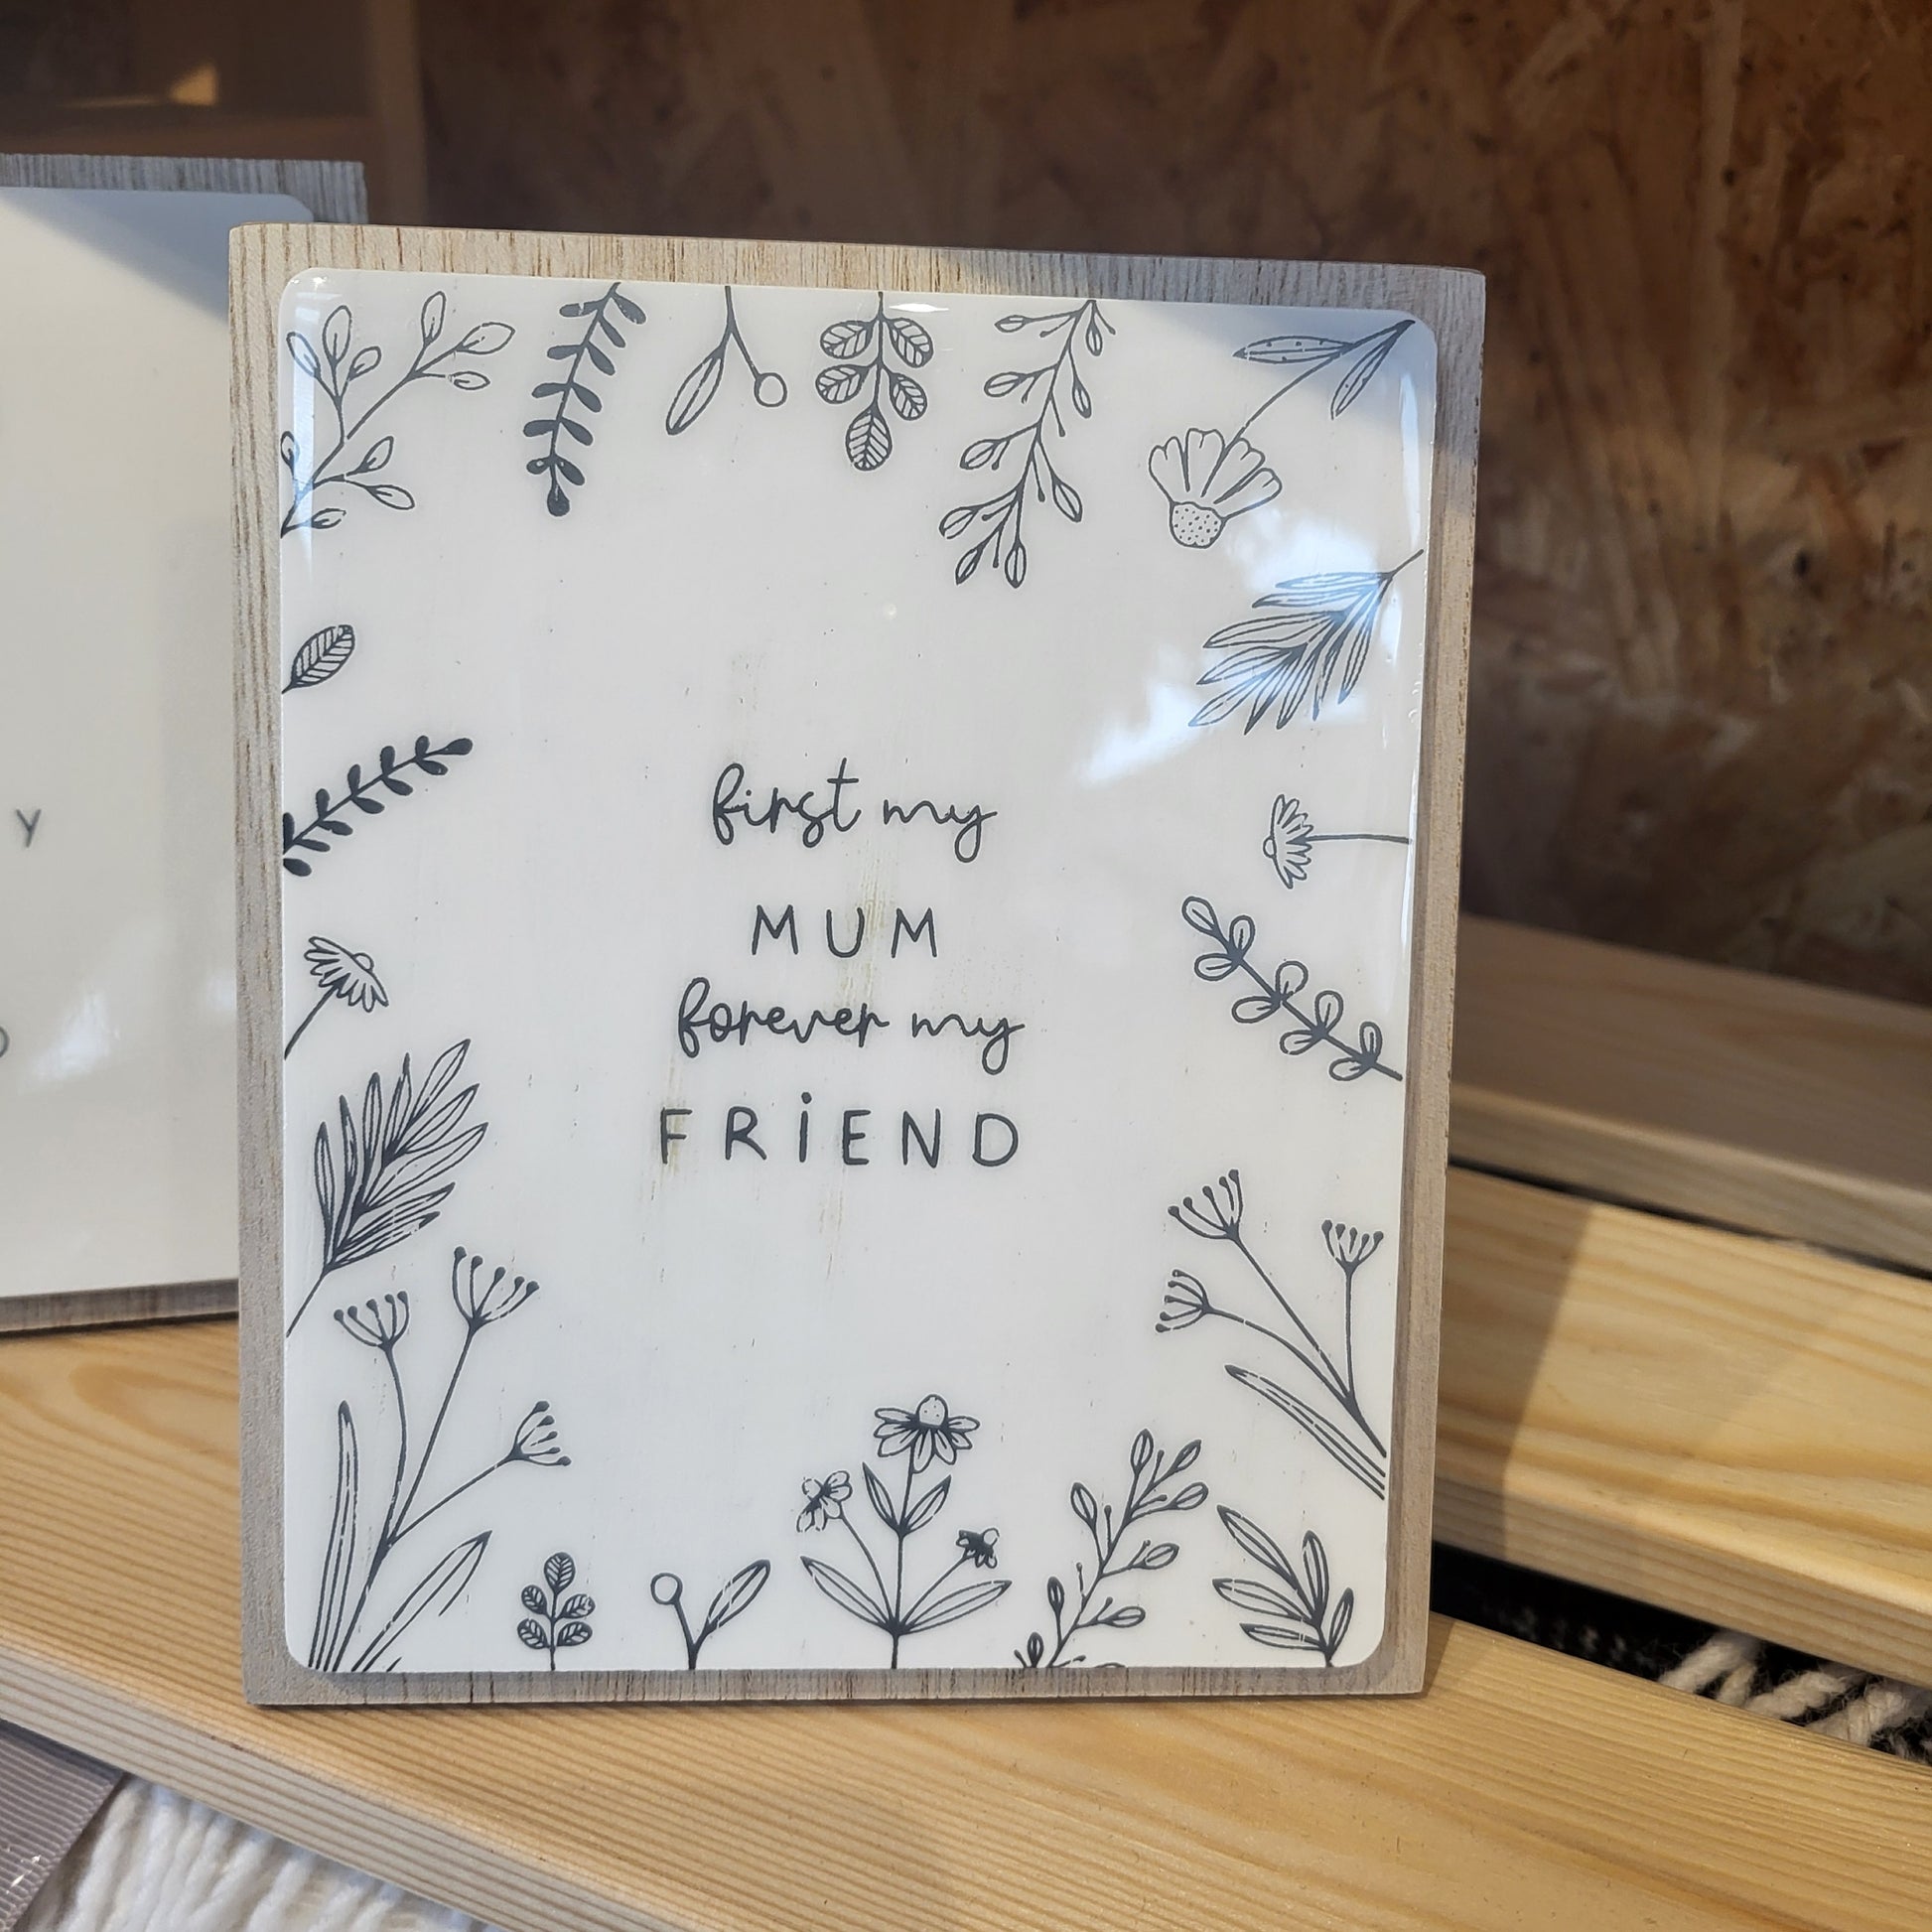 first my
MUM
forever my
FRiEND
Y